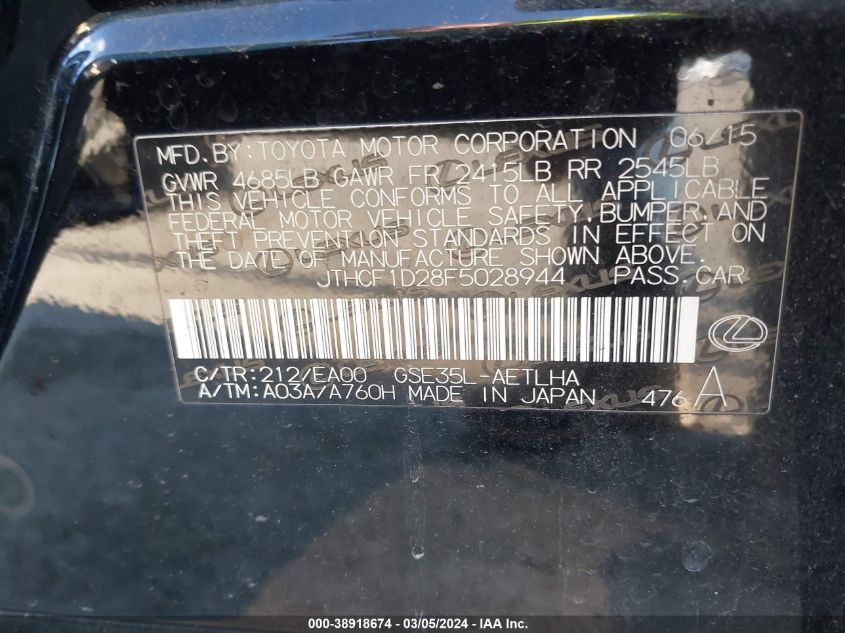 MFD.BY:TOYOTA MOTOR CORPORATION 06/15
GVWR 4685LB GAWR FR 2415LB RR 2545LB
THIS VEHICLE CONFORMS TO ALL APPLICABLE
FEDERAL MOTOR VEHICLE SAFETY,BUMPER,AND
THEFT PREVENTION STANDARDS IN EFFECT ON
THE DATE OF MANUFACTURE SHOWN ABOVE.
JTHCF1D28F5028944 PASS.CAR
C/TR:212/EA00 GSE35L-AETLHA
A/TM:A03A/A760H MADE IN JAPAN 476 A
000-38918674 / 03/05/2024 - IAA Inc.